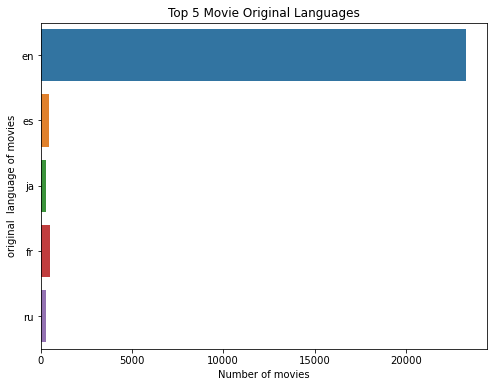 Top 5 Movie Original Languages
original  language of movies
en
es
ja
fr
ru
0 5000 10000 15000 20000
Number of movies